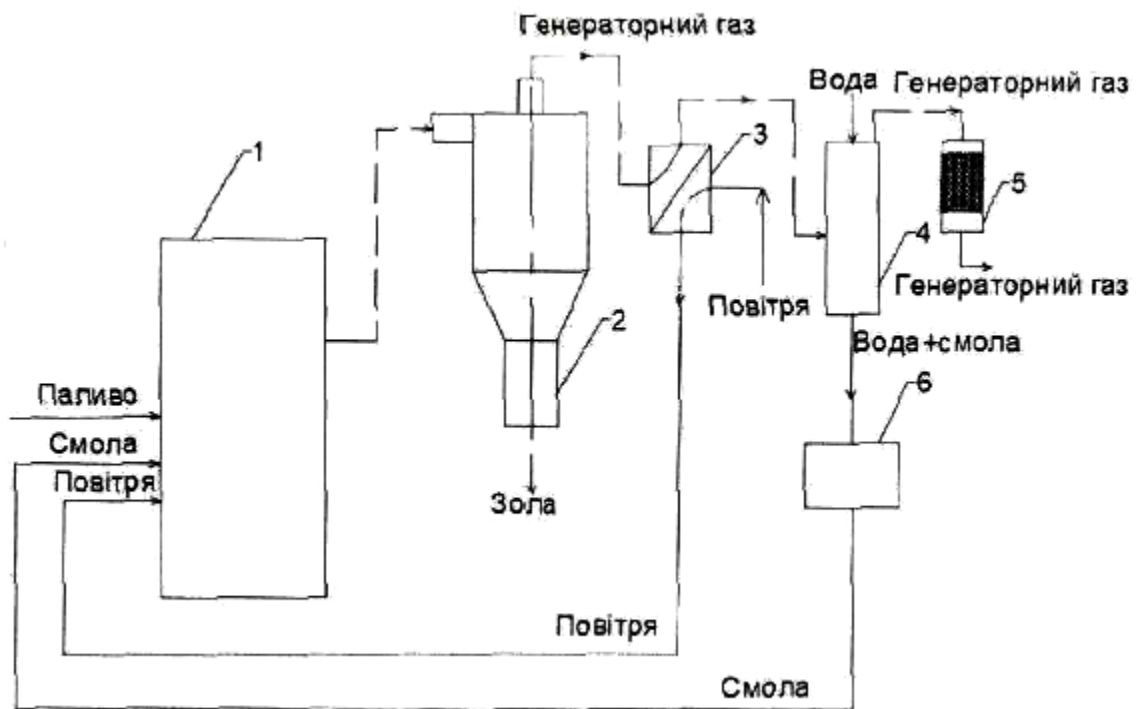 Генераторний газ
Вода
Генераторний газ
1
3
5
4
Генераторний газ
Повітря
2
Вода+смола
6
Паливо
Смола
Повітря
Зола
Повітря
Смола